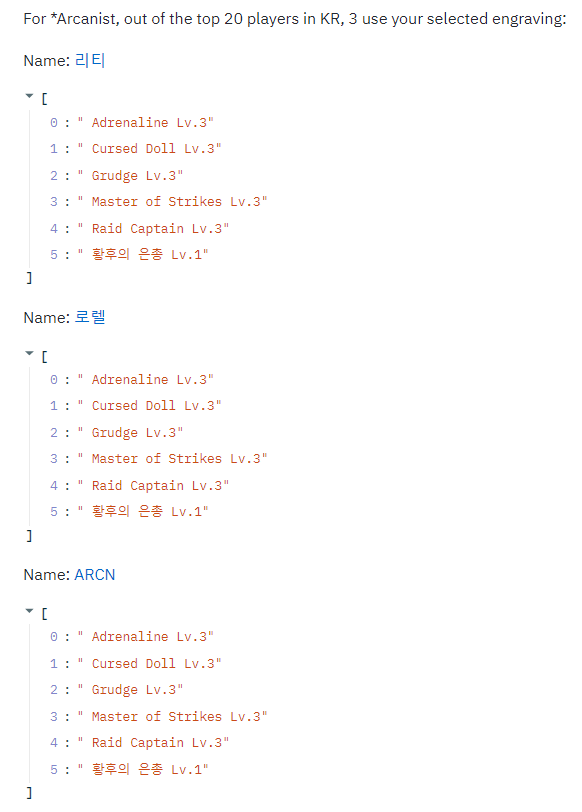 For *Arcanist, out of the top 20 players in KR, 3 use your selected engraving:
Name: 리티
[
0 : " Adrenaline Lv.3"
1 : " Cursed Doll Lv.3"
2 : " Grudge Lv.3"
3 : " Master of Strikes Lv.3"
4 : " Raid Captain Lv.3"
5 : " 황후의 은총 Lv.1"
]
Name: 로렐
[
0 : " Adrenaline Lv.3"
1 : " Cursed Doll Lv.3"
2 : " Grudge Lv.3"
3 : " Master of Strikes Lv.3"
4 : " Raid Captain Lv.3"
5 : " 황후의 은총 Lv.1"
]
Name: ARCN
[
0 : " Adrenaline Lv.3"
1 : " Cursed Doll Lv.3"
2 : " Grudge Lv.3"
3 : " Master of Strikes Lv.3"
4 : " Raid Captain Lv.3"
5 : " 황후의 은총 Lv.1"
]